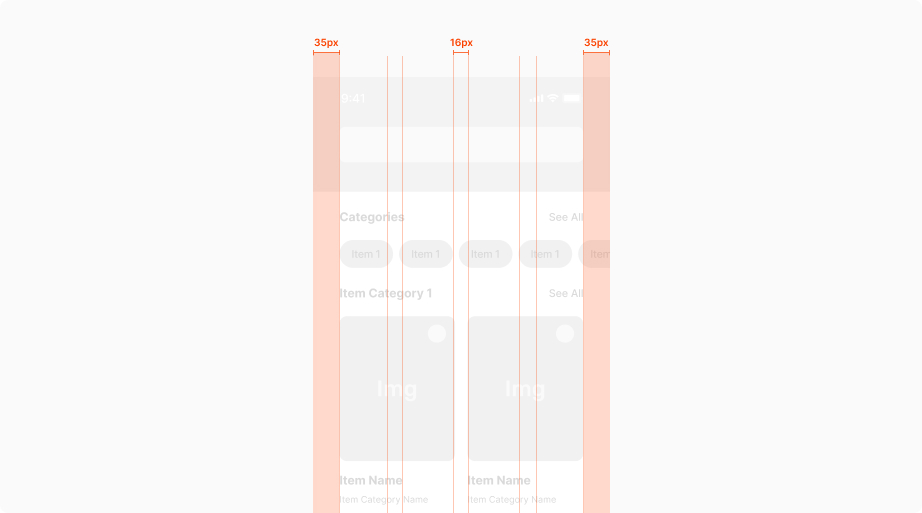 35px 16px 35px
9:41
Categories See All
Item 1 Item 1 Item 1 Item 1 Item
Item Category 1 See All
Img Img
Item Name Item Name
Item Category Name Item Category Name